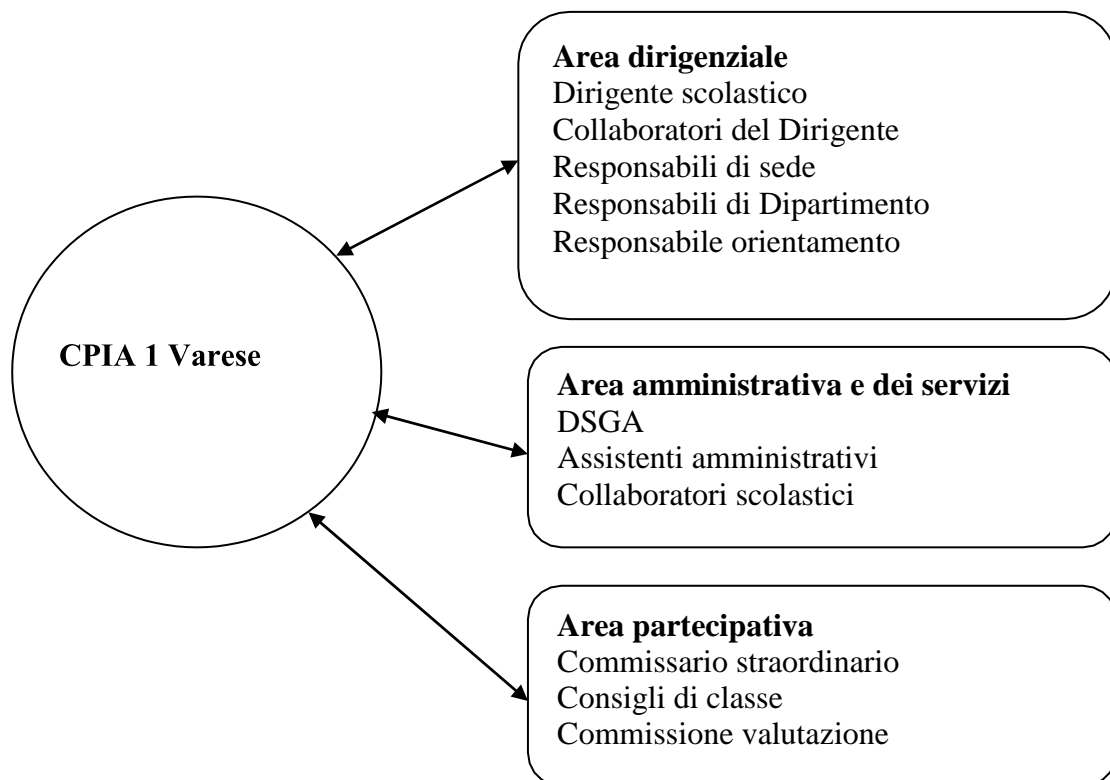 Area dirigenziale
Dirigente scolastico
Collaboratori del Dirigente
Responsabili di sede
Responsabili di Dipartimento
Responsabile orientamento
CPIA 1 Varese
Area amministrativa e dei servizi
DSGA
Assistenti amministrativi
Collaboratori scolastici
Area partecipativa
Commissario straordinario
Consigli di classe
Commissione valutazione